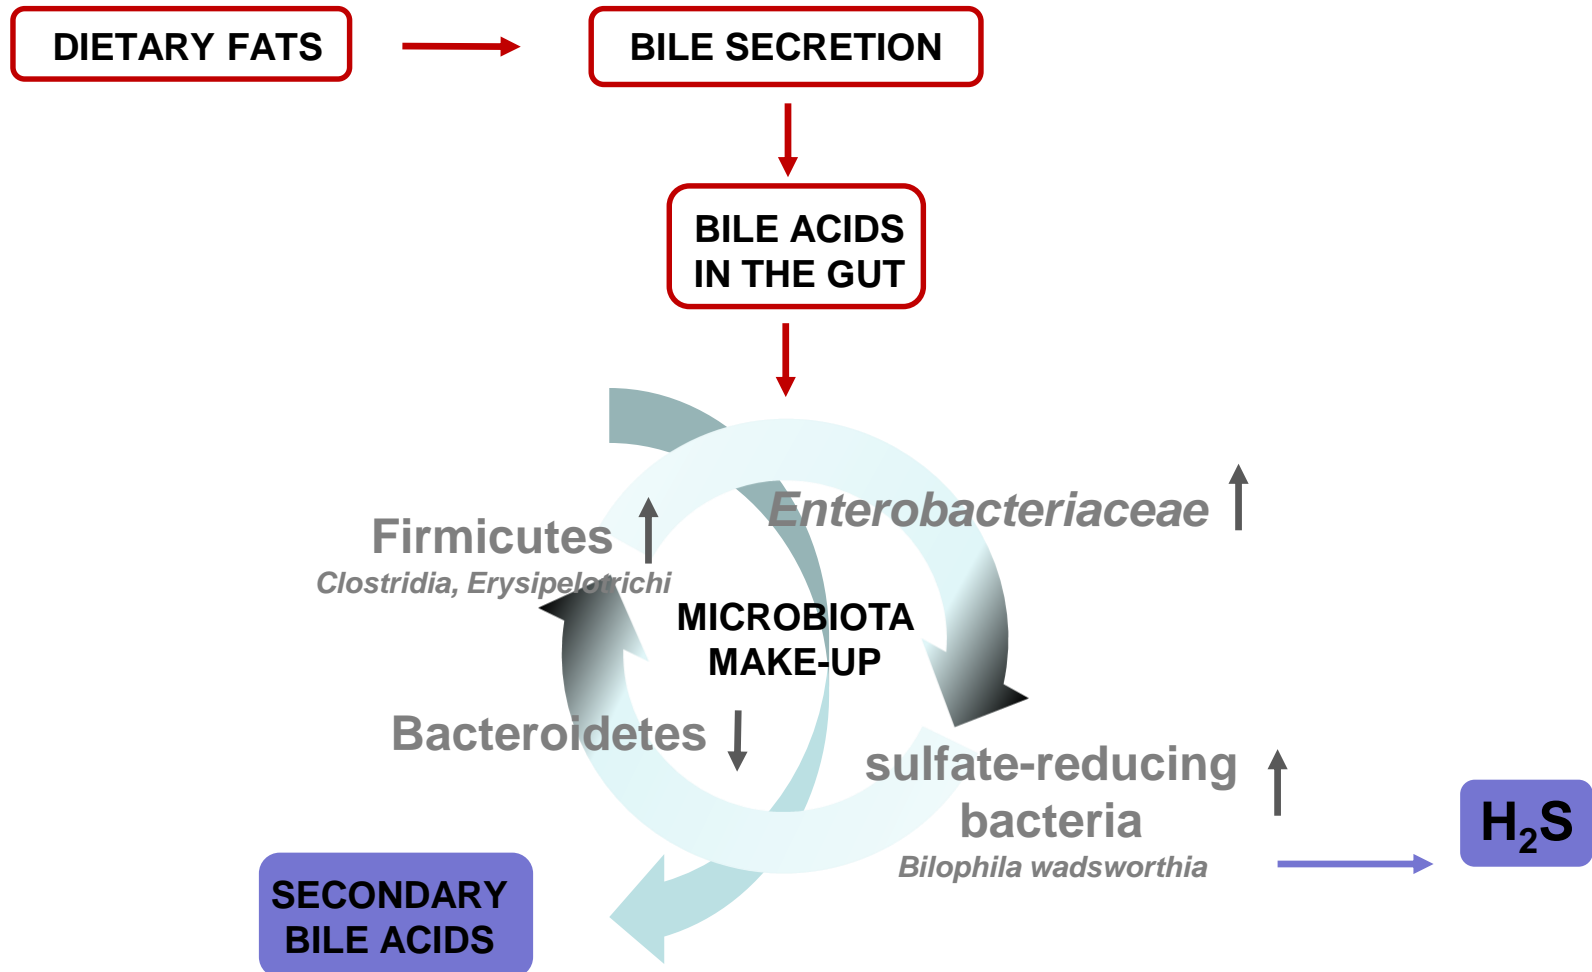 DIETARY FATS
BILE SECRETION
BILE ACIDS
IN THE GUT
Enterobacteriaceae
Firmicutes
Clostridia, Erysipelotrichi
MICROBIOTA
MAKE-UP
Bacteroidetes
sulfate-reducing
bacteria
Bilophila wadsworthia
H₂S
SECONDARY
BILE ACIDS